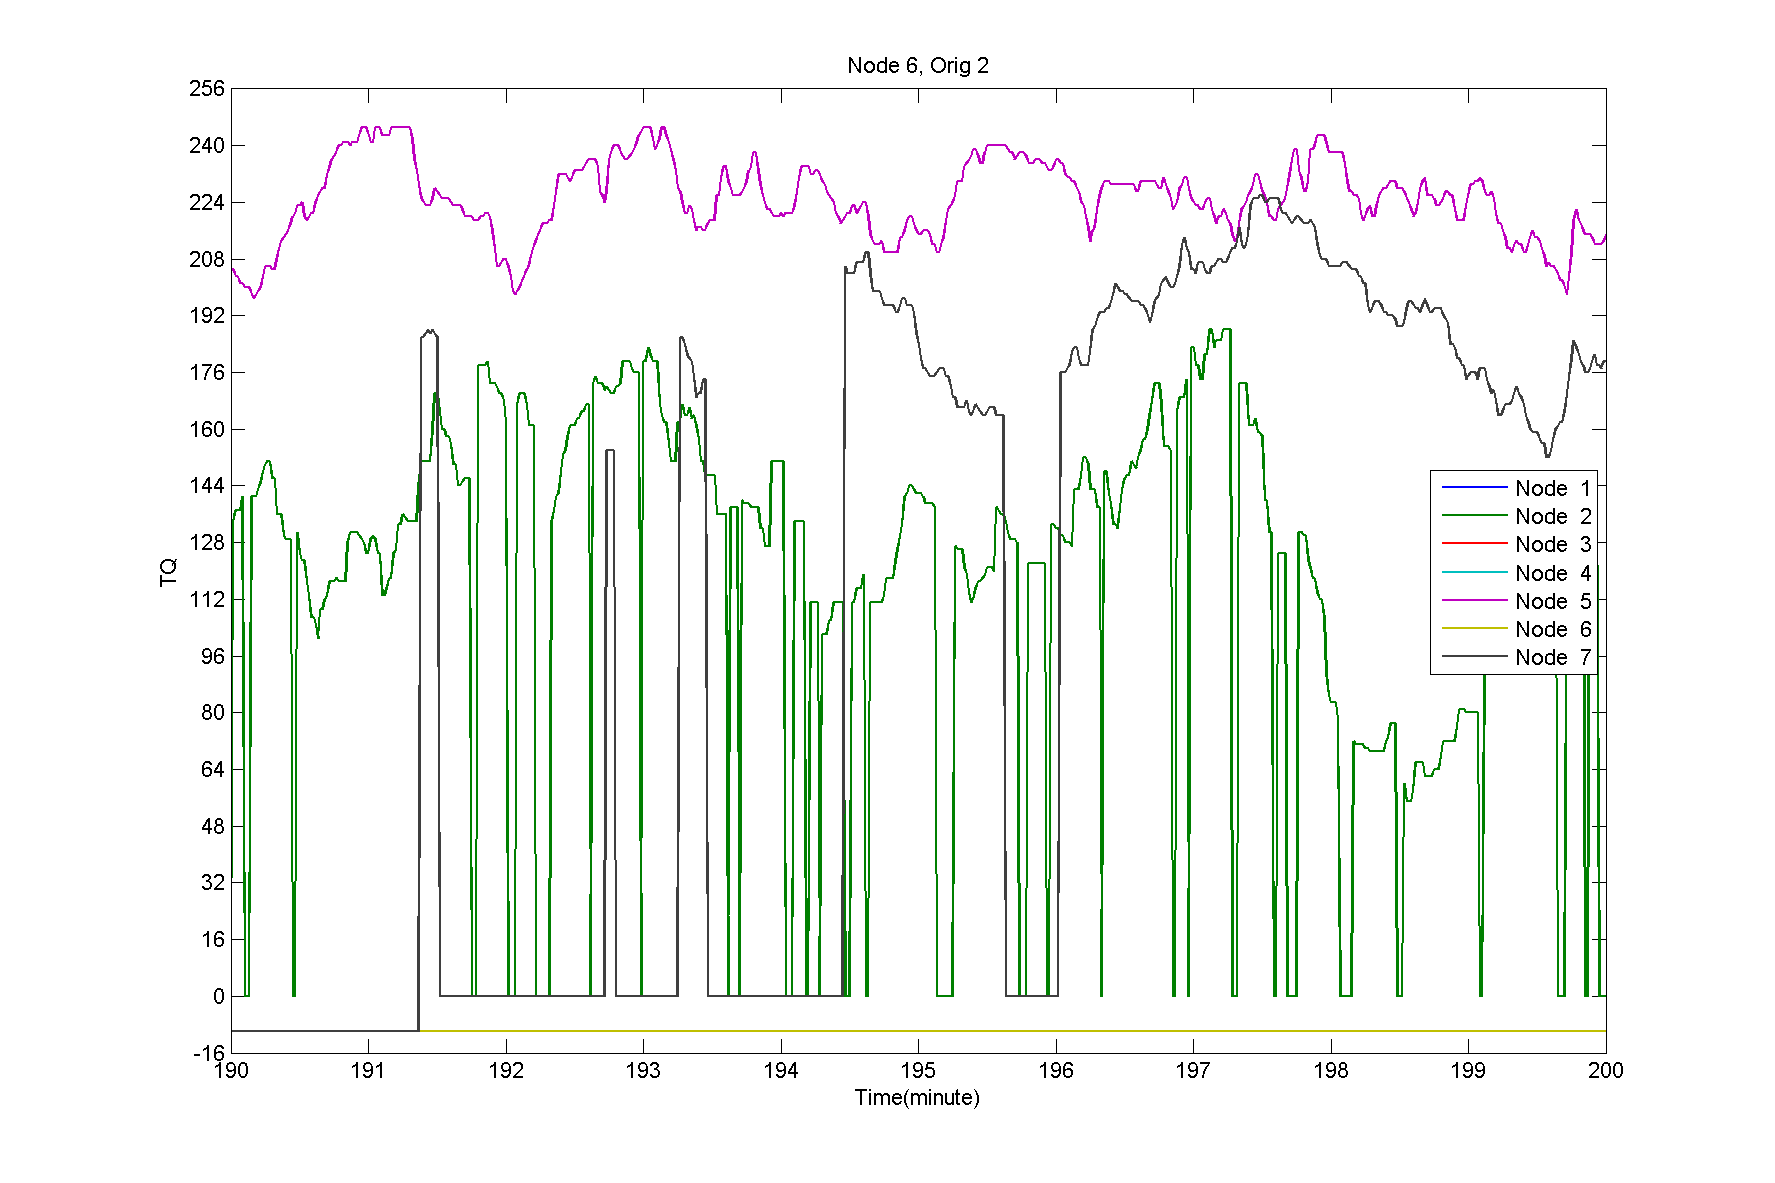 Node 6, Orig 2
256
240
224
208
192
176
160
144
128
112
96
80
64
48
32
16
0
-16
TQ
Node 1
Node 2
Node 3
Node 4
Node 5
Node 6
Node 7
190 191 192 193 194 195 196 197 198 199 200
Time(minute)